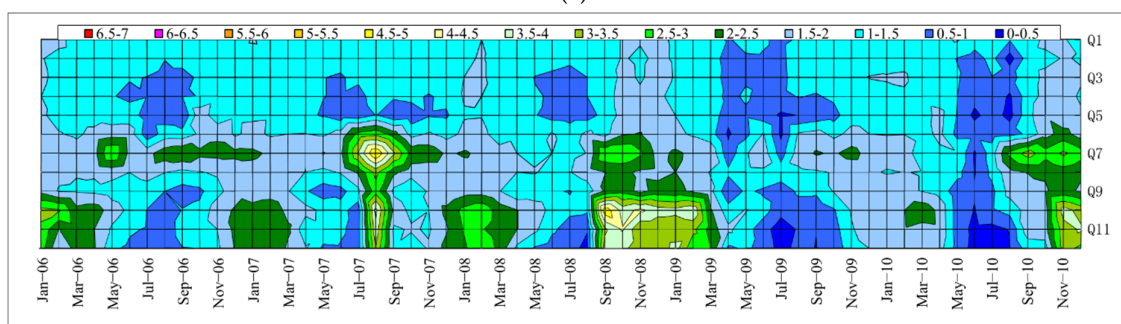 6.5-7 6-6.5 5.5-6 5-5.5 4.5-5 4-4.5 3.5-4 3-3.5 2.5-3 2-2.5 1.5-2 1-1.5 0.5-1 0-0.5
Q1
Q3
Q5
Q7
Q9
Q11
Jan-06 Mar-06 May-06 Jul-06 Sep-06 Nov-06 Jan-07 Mar-07 May-07 Jul-07 Sep-07 Nov-07 Jan-08 Mar-08 May-08 Jul-08 Sep-08 Nov-08 Jan-09 Mar-09 May-09 Jul-09 Sep-09 Nov-09 Jan-10 Mar-10 May-10 Jul-10 Sep-10 Nov-10